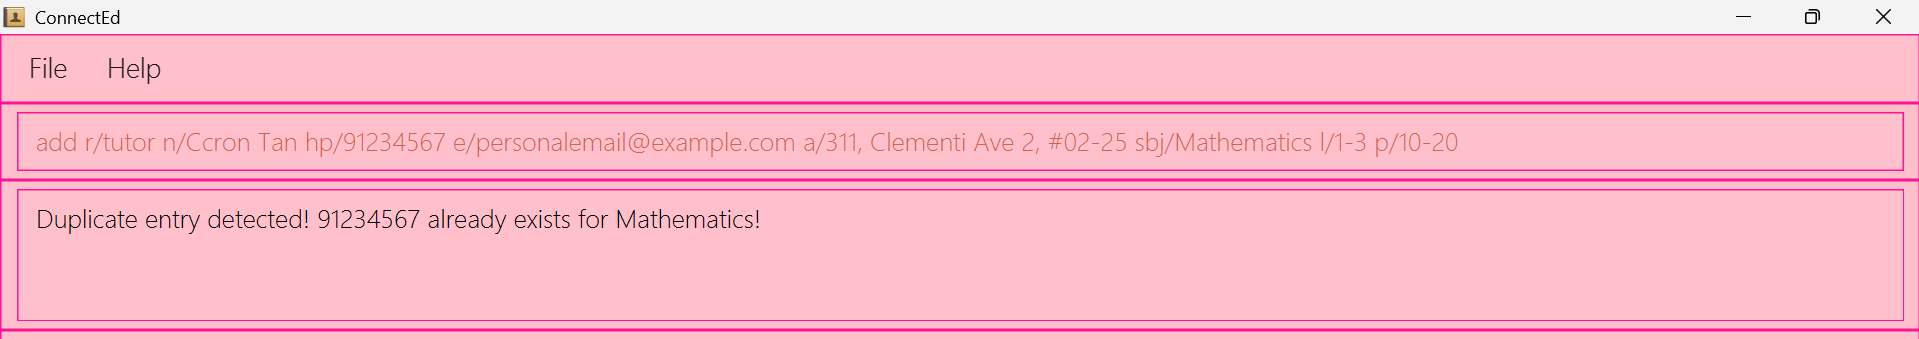 ConnectEd
File Help
add r/tutor n/Ccron Tan hp/91234567 e/personalemail@example.com a/311, Clementi Ave 2, #02-25 sbj/Mathematics l/1-3 p/10-20
Duplicate entry detected! 91234567 already exists for Mathematics!